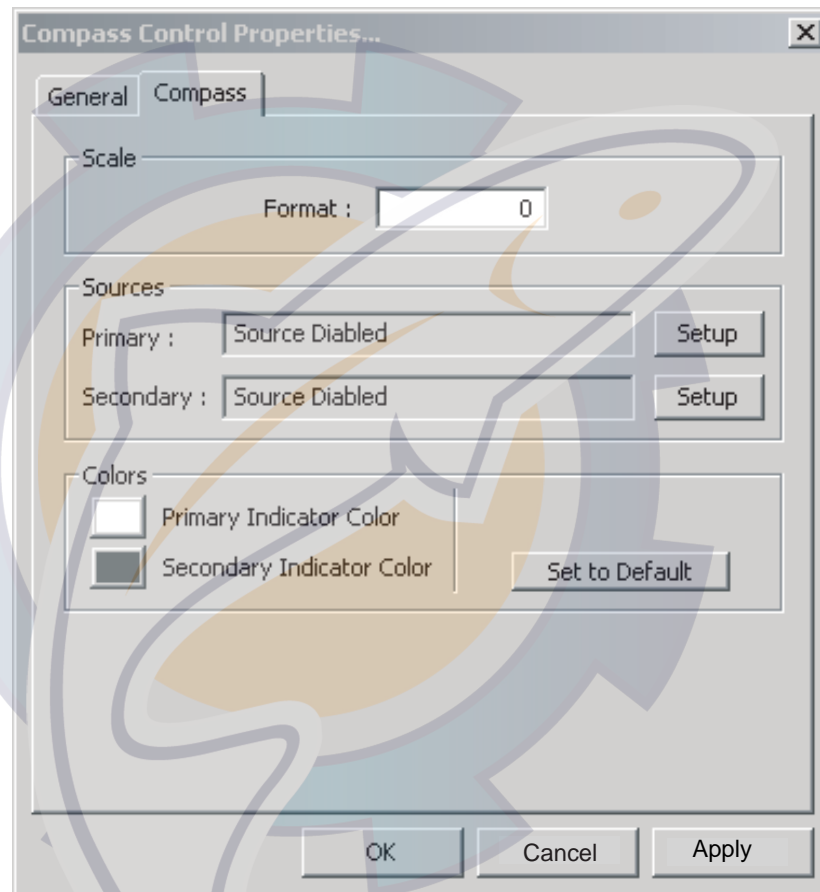 Compass Control Properties...
General Compass
Scale
Format : 0
Sources
Primary : Source Diabled Setup
Secondary : Source Diabled Setup
Colors
Primary Indicator Color
Secondary Indicator Color Set to Default
OK Cancel Apply